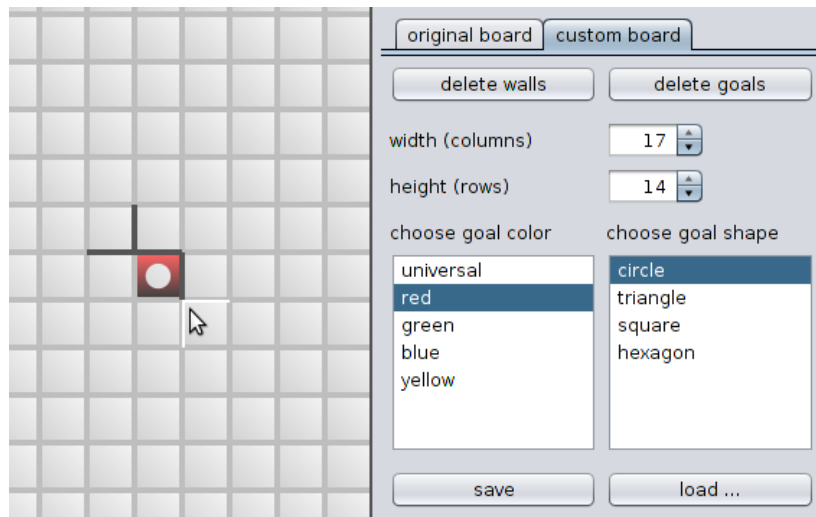 original board custom board
delete walls delete goals
width (columns) 17
height (rows) 14
choose goal color choose goal shape
universal circle
red triangle
green square
blue hexagon
yellow
save load ...